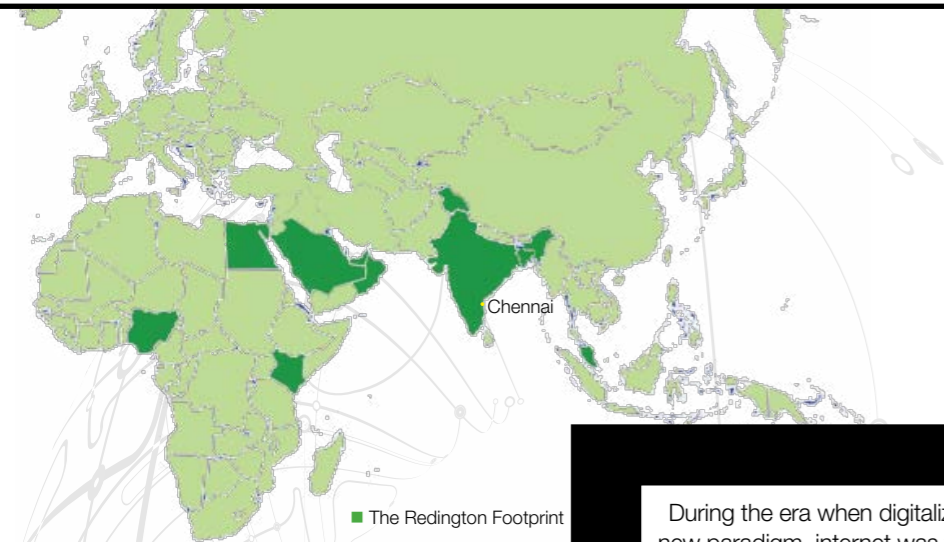 Chennai
The Redington Footprint
During the era when digitaliz
new paradigm, internet was